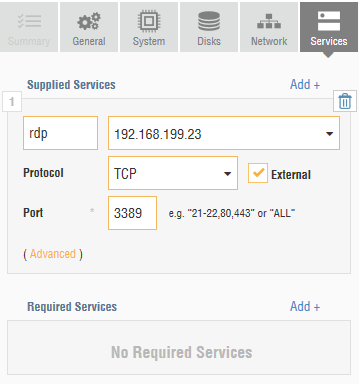 Summary General System Disks Network Services
Supplied Services Add +
1
rdp 192.168.199.23
Protocol TCP External
Port * 3389 e.g. "21-22,80,443" or "ALL"
( Advanced )
Required Services Add +
No Required Services